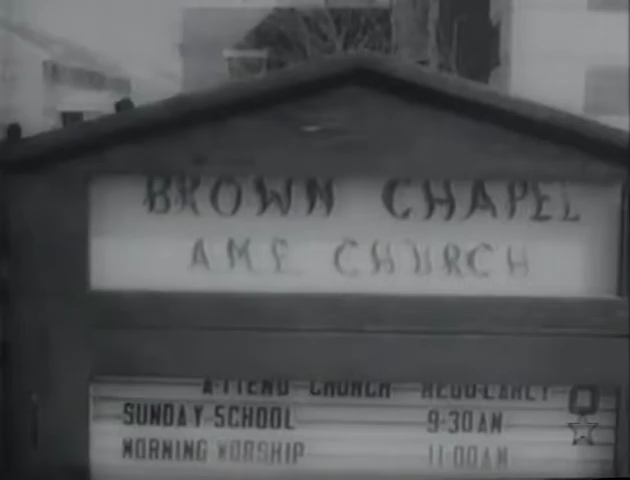 BROWN CHAPEL
AME CHURCH
ATTEND CHURCH REGULARLY
SUNDAY SCHOOL 9:30 AM
MORNING WORSHIP 11:00 AM